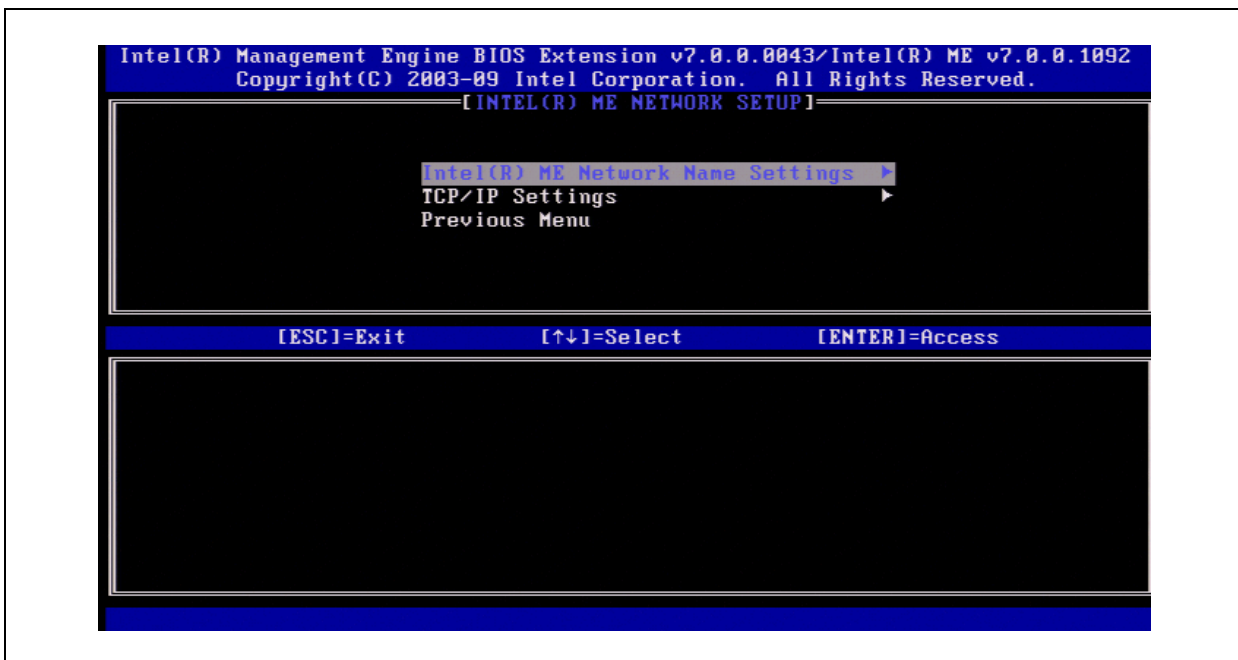 Intel(R) Management Engine BIOS Extension v7.0.0.0043/Intel(R) ME v7.0.0.1092
Copyright(C) 2003-09 Intel Corporation. All Rights Reserved.
[INTEL(R) ME NETWORK SETUP]
Intel(R) ME Network Name Settings ►
TCP/IP Settings ►
Previous Menu
[ESC]=Exit [↑↓]=Select [ENTER]=Access